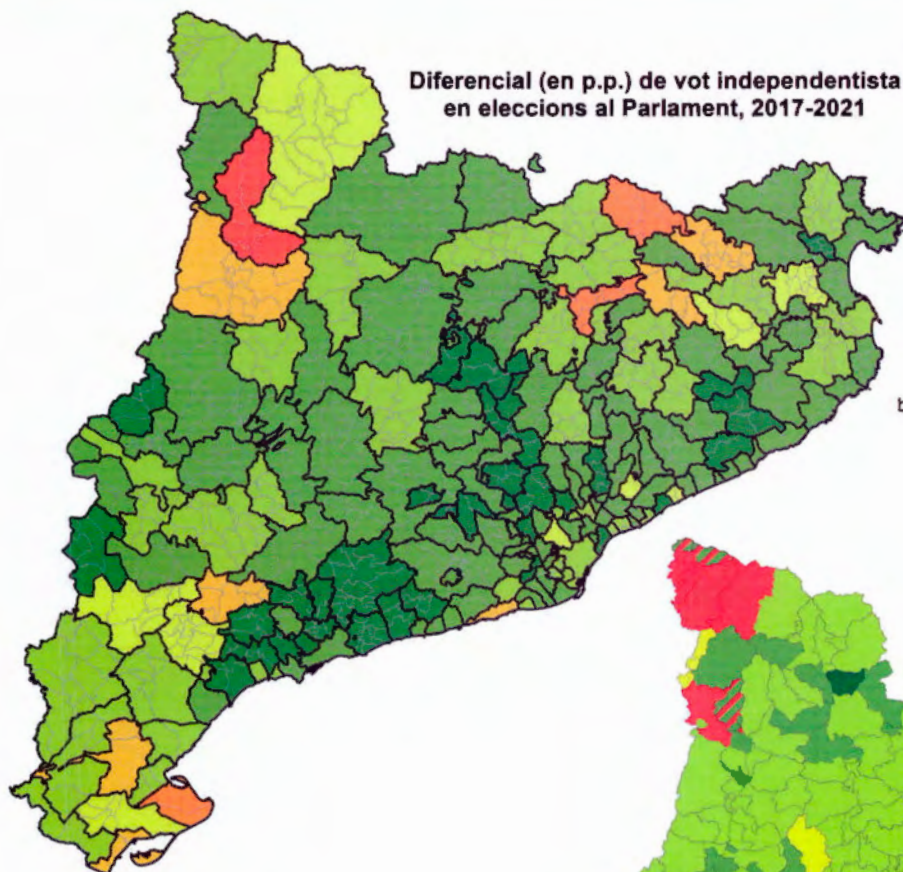 Diferencial (en p.p.) de vot independentista
en eleccions al Parlament, 2017-2021
b